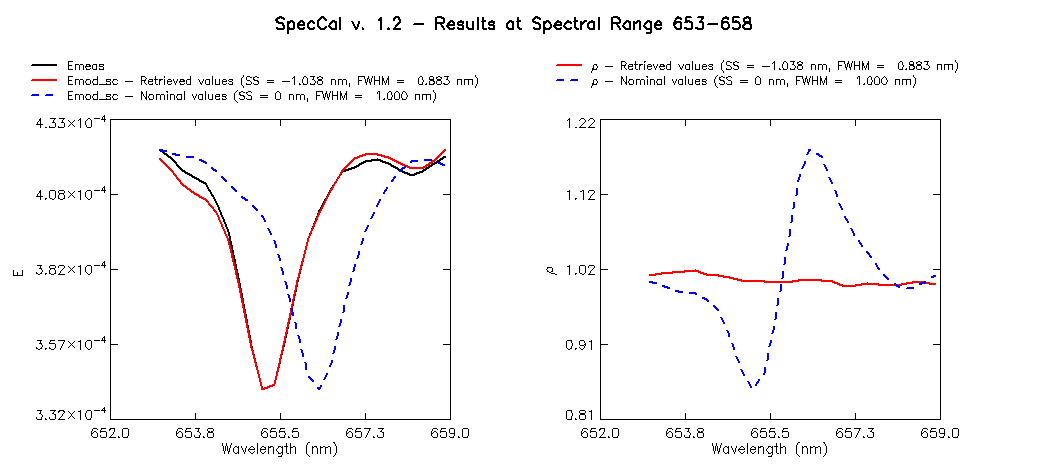 SpecCal v. 1.2 – Results at Spectral Range 653–658
Emeas
Emod_sc – Retrieved values (SS = –1.038 nm, FWHM = 0.883 nm)
Emod_sc – Nominal values (SS = 0 nm, FWHM = 1.000 nm)
4.33×10⁻⁴
4.08×10⁻⁴
3.82×10⁻⁴
3.57×10⁻⁴
3.32×10⁻⁴
E
652.0 653.8 655.5 657.3 659.0
Wavelength (nm)
ρ – Retrieved values (SS = –1.038 nm, FWHM = 0.883 nm)
ρ – Nominal values (SS = 0 nm, FWHM = 1.000 nm)
1.22
1.12
1.02
0.91
0.81
ρ
652.0 653.8 655.5 657.3 659.0
Wavelength (nm)